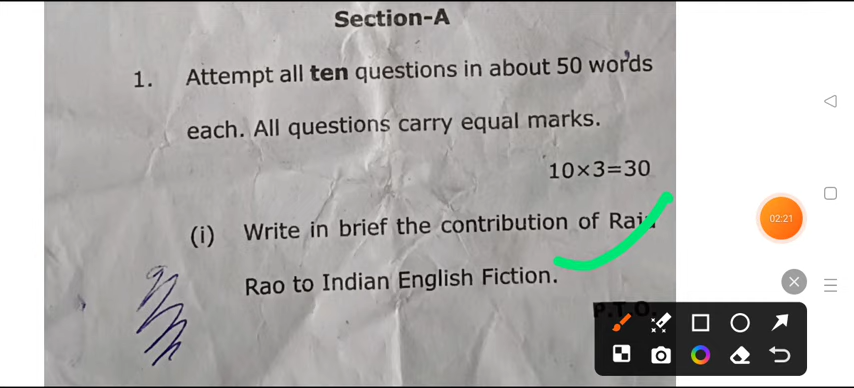 Section-A
1. Attempt all ten questions in about 50 words
each. All questions carry equal marks.
10×3=30
(i) Write in brief the contribution of Raja
Rao to Indian English Fiction.
P.T.O.
02:21